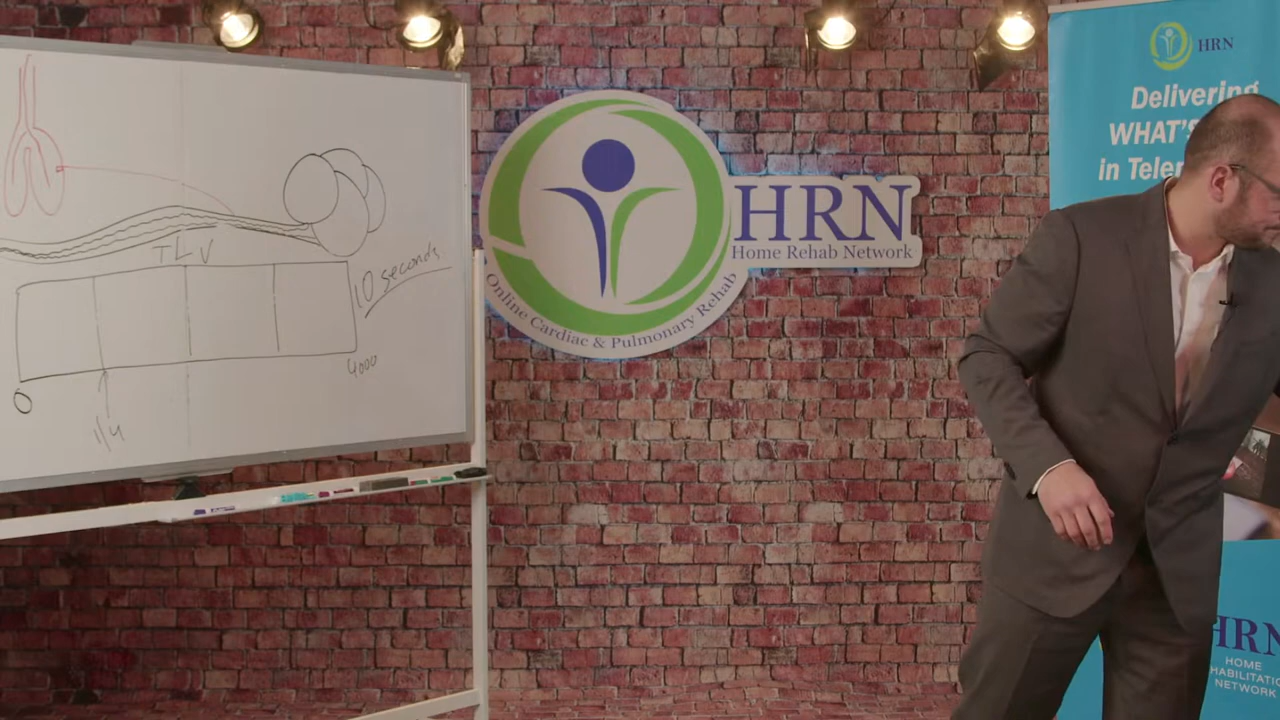 TLV
10 seconds
0
4000
1/4
HRN
Home Rehab Network
Online Cardiac & Pulmonary Rehab
HRN
Delivering
WHAT'S
in Tele
HRN
HOME
NETWORK